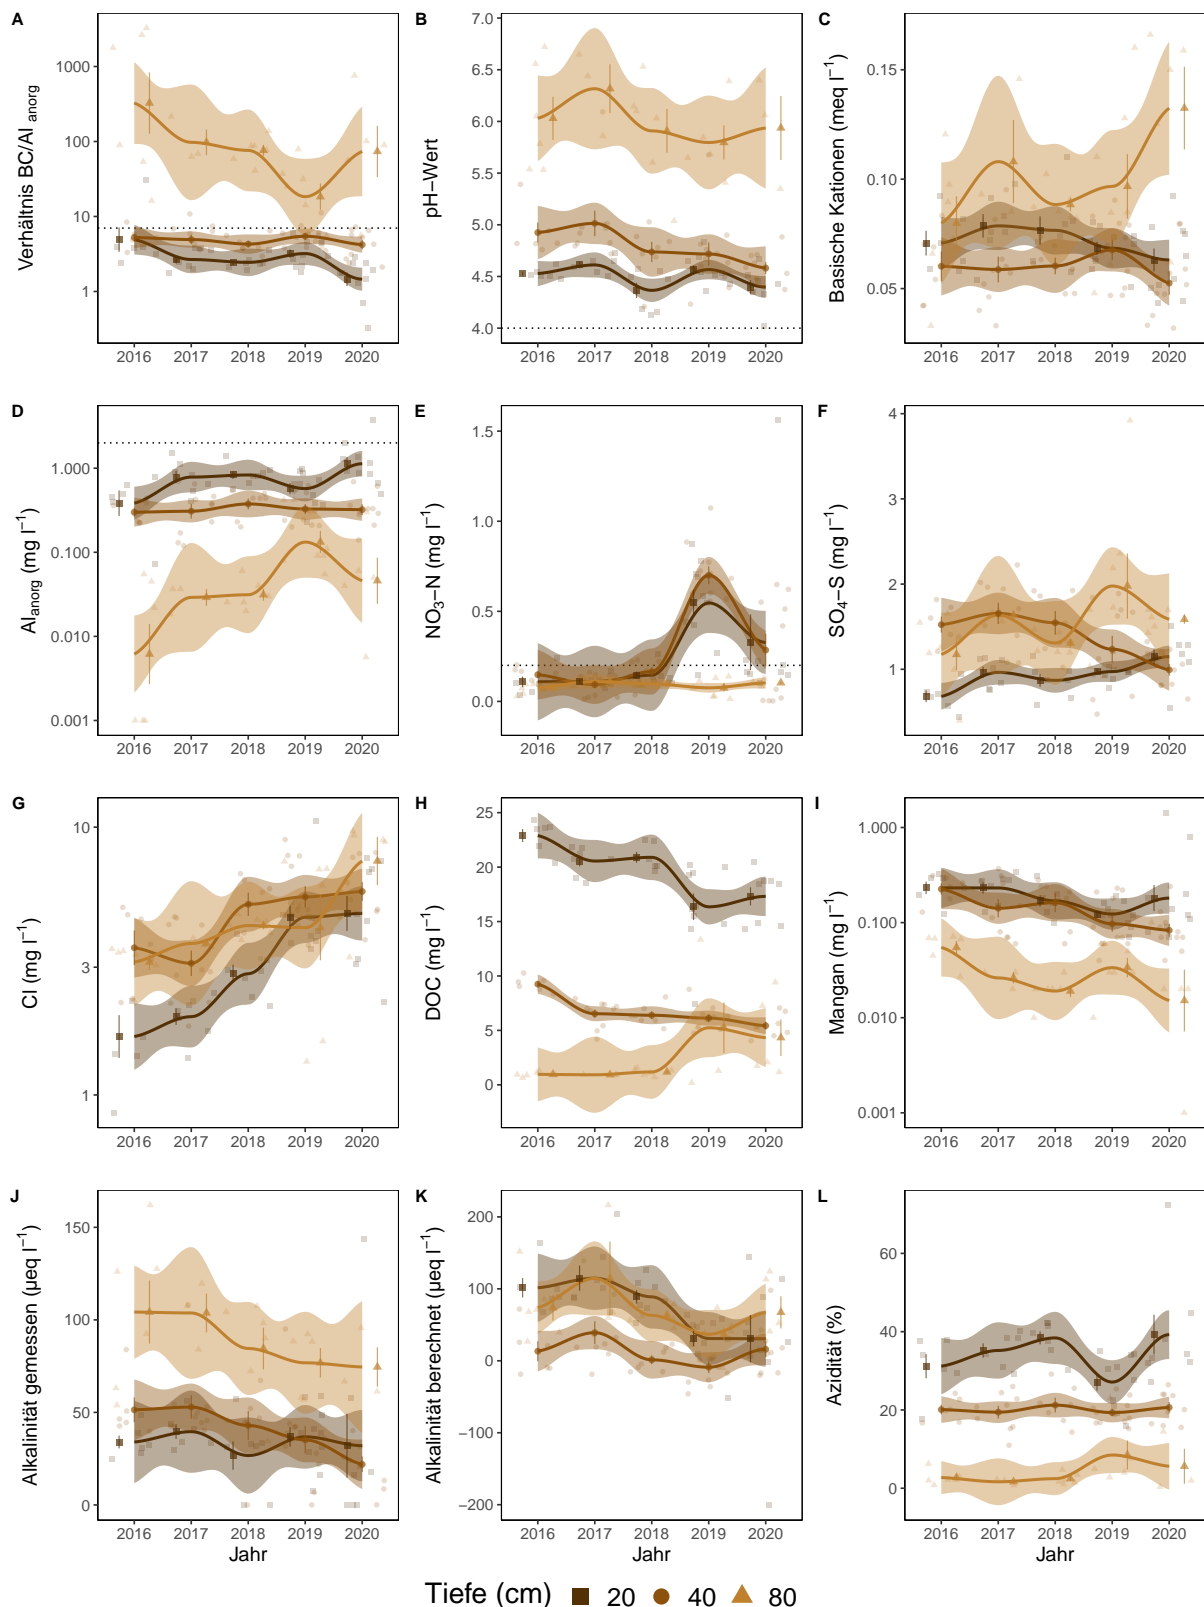 A
Verhältnis BC/Al anorg
1000
100
10
1
2016 2017 2018 2019 2020
B
pH−Wert
7.0
6.5
6.0
5.5
5.0
4.5
4.0
2016 2017 2018 2019 2020
C
Basische Kationen (meq l−1)
0.15
0.10
0.05
2016 2017 2018 2019 2020
D
Alanorg (mg l−1)
1.000
0.100
0.010
0.001
2016 2017 2018 2019 2020
E
NO3−N (mg l−1)
1.5
1.0
0.5
0.0
2016 2017 2018 2019 2020
F
SO4−S (mg l−1)
4
3
2
1
2016 2017 2018 2019 2020
G
Cl (mg l−1)
10
3
1
2016 2017 2018 2019 2020
H
DOC (mg l−1)
25
20
15
10
5
0
2016 2017 2018 2019 2020
I
Mangan (mg l−1)
1.000
0.100
0.010
0.001
2016 2017 2018 2019 2020
J
Alkalinität gemessen (µeq l−1)
150
100
50
0
2016 2017 2018 2019 2020
Jahr
K
Alkalinität berechnet (µeq l−1)
200
100
0
−100
−200
2016 2017 2018 2019 2020
Jahr
L
Azidität (%)
60
40
20
0
2016 2017 2018 2019 2020
Jahr
Tiefe (cm) 20 40 80